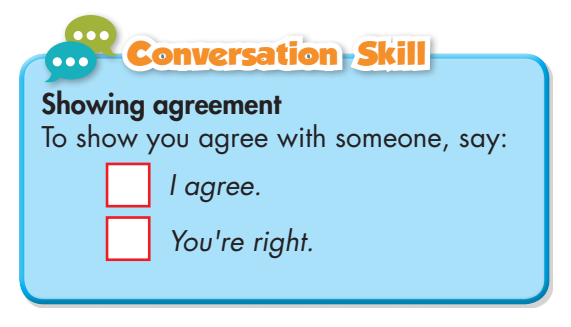 Conversation Skill
Showing agreement
To show you agree with someone, say:
I agree.
You're right.